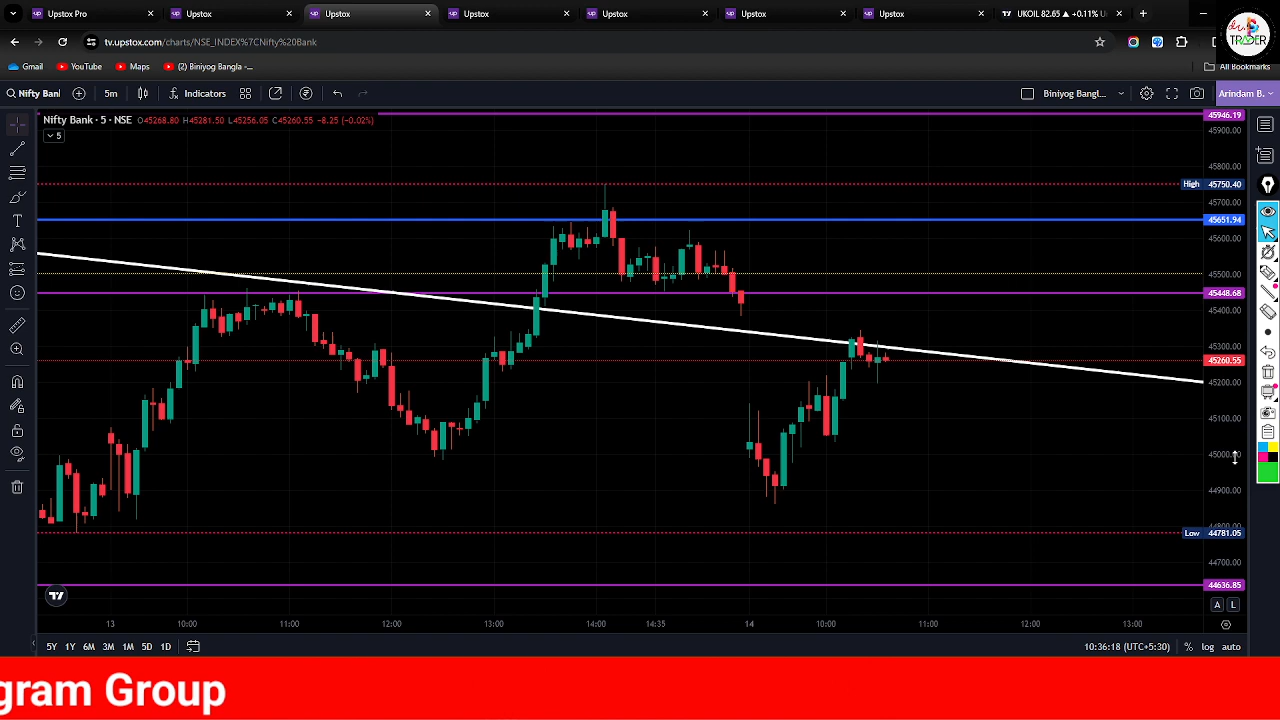 Upstox Pro
Upstox
Upstox
Upstox
Upstox
Upstox
Upstox
UKOIL 82.65 ▲ +0.11%
tv.upstox.com/charts/NSE_INDEX%7CNifty%20Bank
Gmail
YouTube
Maps
(2) Biniyog Bangla -...
All Bookmarks
TRADER
Nifty Bank
5m
Indicators
Biniyog Bangl...
Arindam B.
Nifty Bank · 5 · NSE O45268.80 H45281.50 L45256.05 C45260.55 -8.25 (-0.02%)
5
45946.19
45900.00
45800.00
High 45750.40
45700.00
45651.94
45600.00
45500.00
45448.68
45400.00
45300.00
45260.55
45200.00
45100.00
45000.00
44900.00
44800.00
Low 44781.05
44700.00
44636.85
A L
13 10:00 11:00 12:00 13:00 14:00 14:35 14 10:00 11:00 12:00 13:00
5Y 1Y 6M 3M 1M 5D 1D
10:36:18 (UTC+5:30) % log auto
gram Group